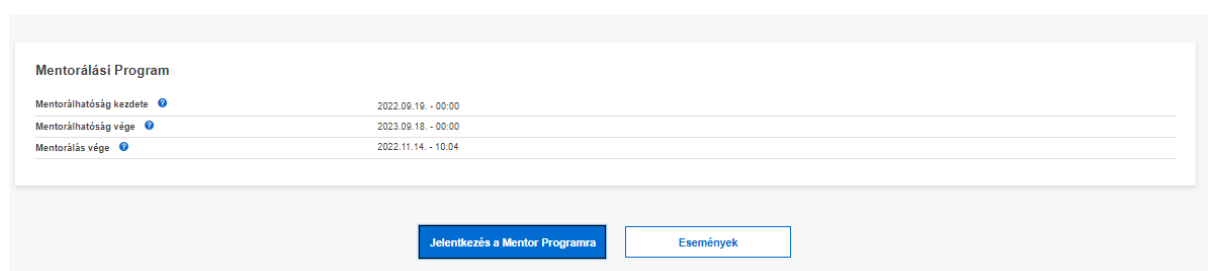 Mentorálási Program
Mentorálhatóság kezdete ? 2022.09.19. - 00:00
Mentorálhatóság vége ? 2023.09.18. - 00:00
Mentorálás vége ? 2022.11.14. - 10:04
Jelentkezés a Mentor Programra Események